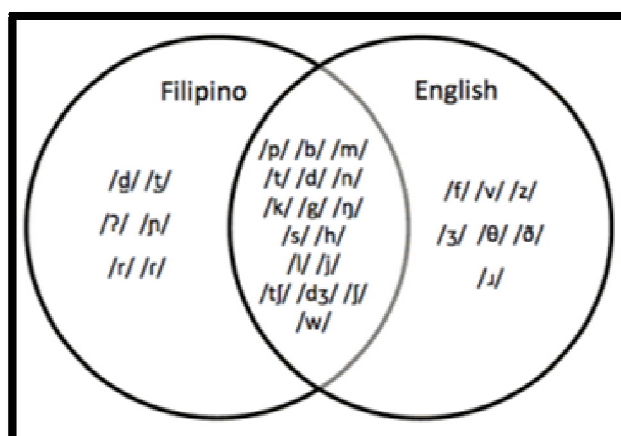 Filipino
English
/p/ /b/ /m/
/t/ /d/ /n/
/k/ /g/ /ŋ/
/s/ /h/
/l/ /j/
/tʃ/ /dʒ/ /ʃ/
/w/
/d̪/ /t̪/
/ʔ/ /ɲ/
/r/ /ɾ/
/f/ /v/ /z/
/ʒ/ /θ/ /ð/
/ɹ/